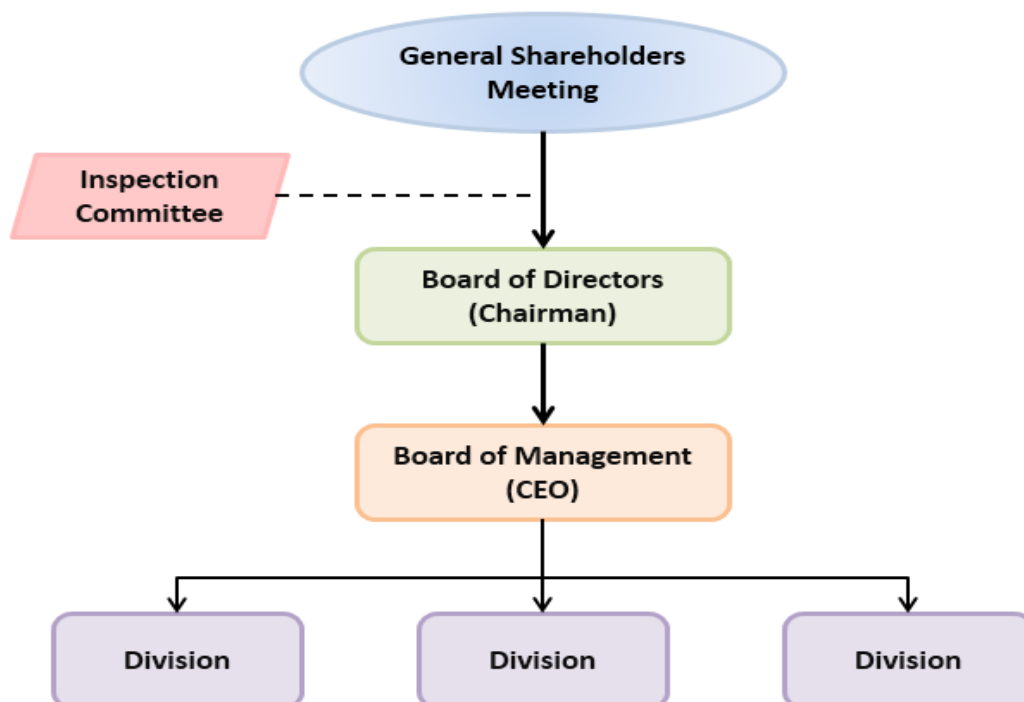 General Shareholders
Meeting
Inspection
Committee
Board of Directors
(Chairman)
Board of Management
(CEO)
Division
Division
Division